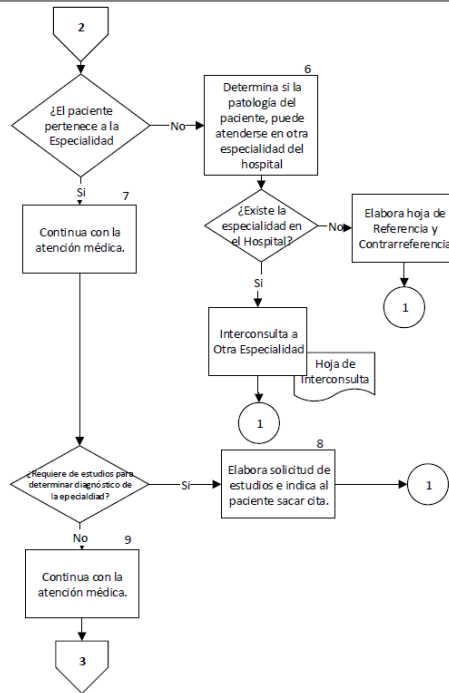 2
¿El paciente
pertenece a la
Especialidad
No
6
Determina si la
patología del
paciente, puede
atenderse en otra
especialidad del
hospital
Si
7
Continua con la
atención médica.
¿Existe la
especialidad en
el Hospital?
No
Elabora hoja de
Referencia y
Contrarreferencia
1
Si
Interconsulta a
Otra Especialidad
Hoja de
Interconsulta
1
¿Requiere de estudios para
determinar diagnóstico de
la epecialdiad?
Si
8
Elabora solicitud de
estudios e indica al
paciente sacar cita.
1
No
9
Continua con la
atención médica.
3